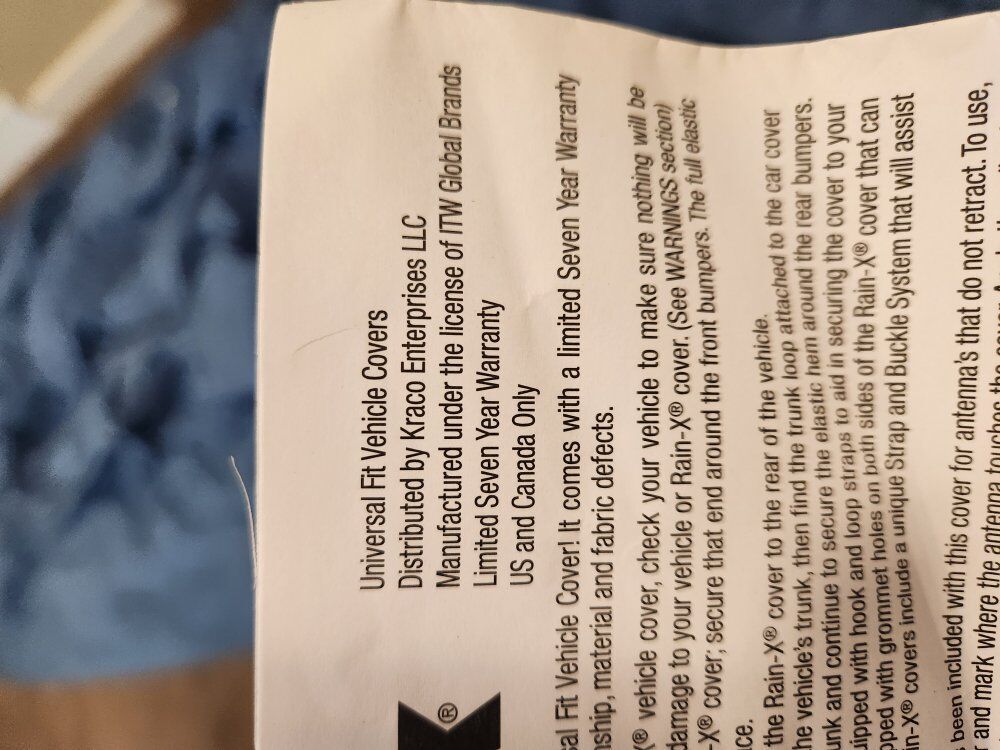 ®
Universal Fit Vehicle Covers
Distributed by Kraco Enterprises LLC
Manufactured under the license of ITW Global Brands
Limited Seven Year Warranty
US and Canada Only
sal Fit Vehicle Cover! It comes with a limited Seven Year Warranty
nship, material and fabric defects.
® vehicle cover, check your vehicle to make sure nothing will be
damage to your vehicle or Rain-X® cover. (See WARNINGS section)
-X® cover; secure that end around the front bumpers. The full elastic
ce.
the Rain-X® cover to the rear of the vehicle.
he vehicle's trunk, then find the trunk loop attached to the car cover
unk and continue to secure the elastic hem around the rear bumpers.
uipped with hook and loop straps to aid in securing the cover to your
pped with grommet holes on both sides of the Rain-X® cover that can
n-X® covers include a unique Strap and Buckle System that will assist
been included with this cover for antenna's that do not retract. To use,
r and mark where the antenna touches the